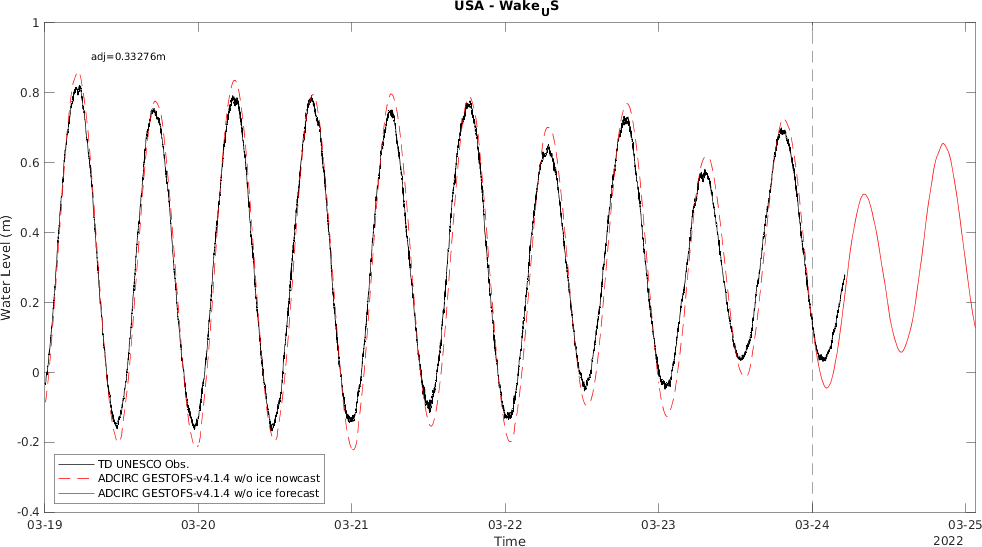 USA - WakeUS
1
adj=0.33276m
0.8
0.6
0.4
0.2
0
-0.2
-0.4
Water Level (m)
TD UNESCO Obs.
ADCIRC GESTOFS-v4.1.4 w/o ice nowcast
ADCIRC GESTOFS-v4.1.4 w/o ice forecast
03-19 03-20 03-21 03-22 03-23 03-24 03-25
Time
2022